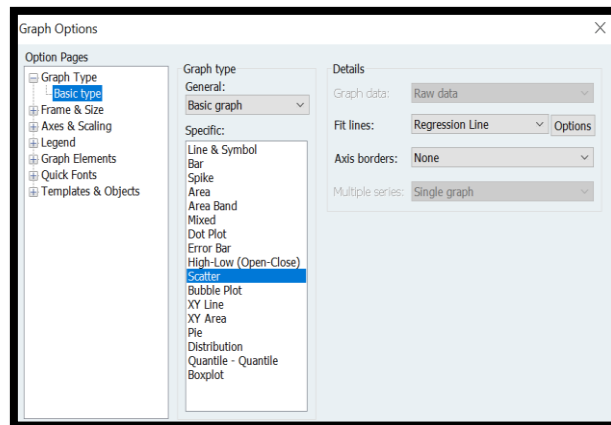 Graph Options
Option Pages
Graph Type
Basic type
Frame & Size
Axes & Scaling
Legend
Graph Elements
Quick Fonts
Templates & Objects
Graph type
General:
Basic graph
Specific:
Line & Symbol
Bar
Spike
Area
Area Band
Mixed
Dot Plot
Error Bar
High-Low (Open-Close)
Scatter
Bubble Plot
XY Line
XY Area
Pie
Distribution
Quantile - Quantile
Boxplot
Details
Graph data: Raw data
Fit lines: Regression Line Options
Axis borders: None
Multiple series: Single graph